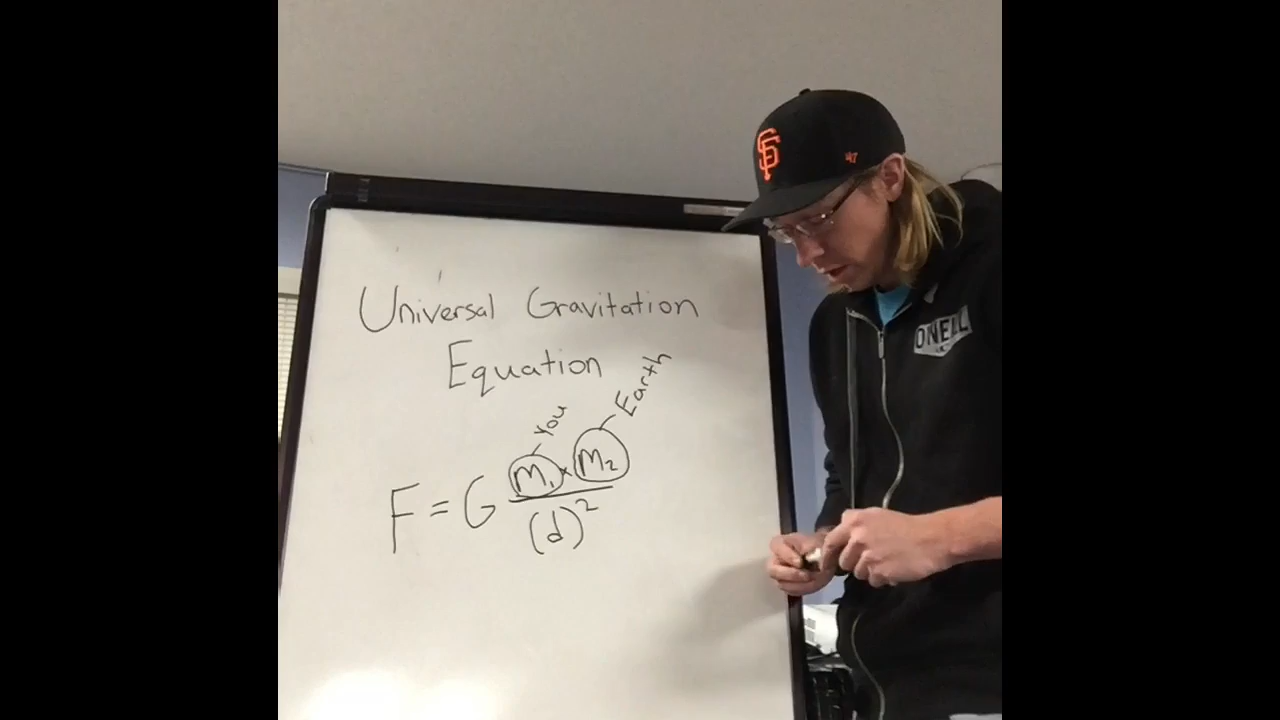 Universal Gravitation
Equation
You
Earth
F = G m₁ x m₂
(d)²
SF
47
ONEILL